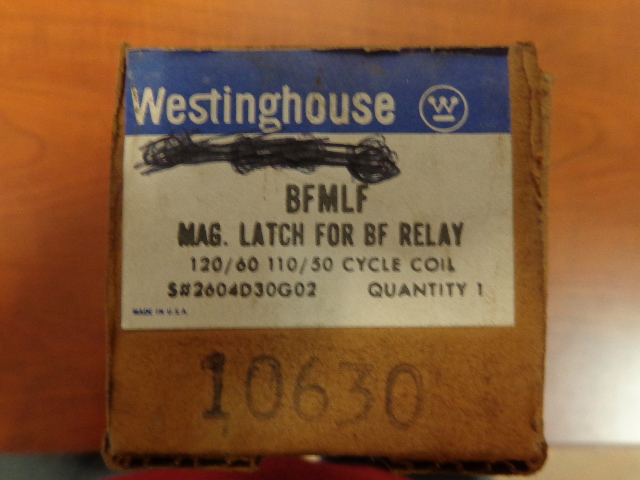 Westinghouse W
BFMLF
MAG. LATCH FOR BF RELAY
120/60 110/50 CYCLE COIL
S#2604D30G02 QUANTITY 1
MADE IN U.S.A.
10630